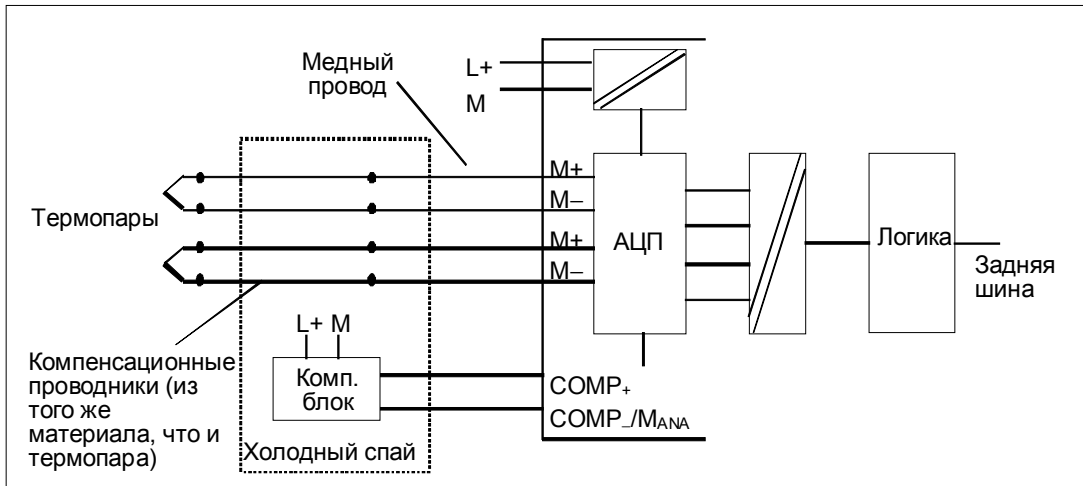 Медный
провод
L+
M
M+
M–
M+
M–
Термопары
АЦП
Логика
Задняя
шина
L+ M
Комп.
блок
Компенсационные
проводники (из
того же
материала, что и
термопара)
COMP+
COMP–/MANA
Холодный спай